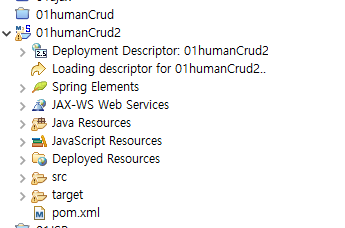 01humanCrud
01humanCrud2
Deployment Descriptor: 01humanCrud2
Loading descriptor for 01humanCrud2..
Spring Elements
JAX-WS Web Services
Java Resources
JavaScript Resources
Deployed Resources
src
target
pom.xml